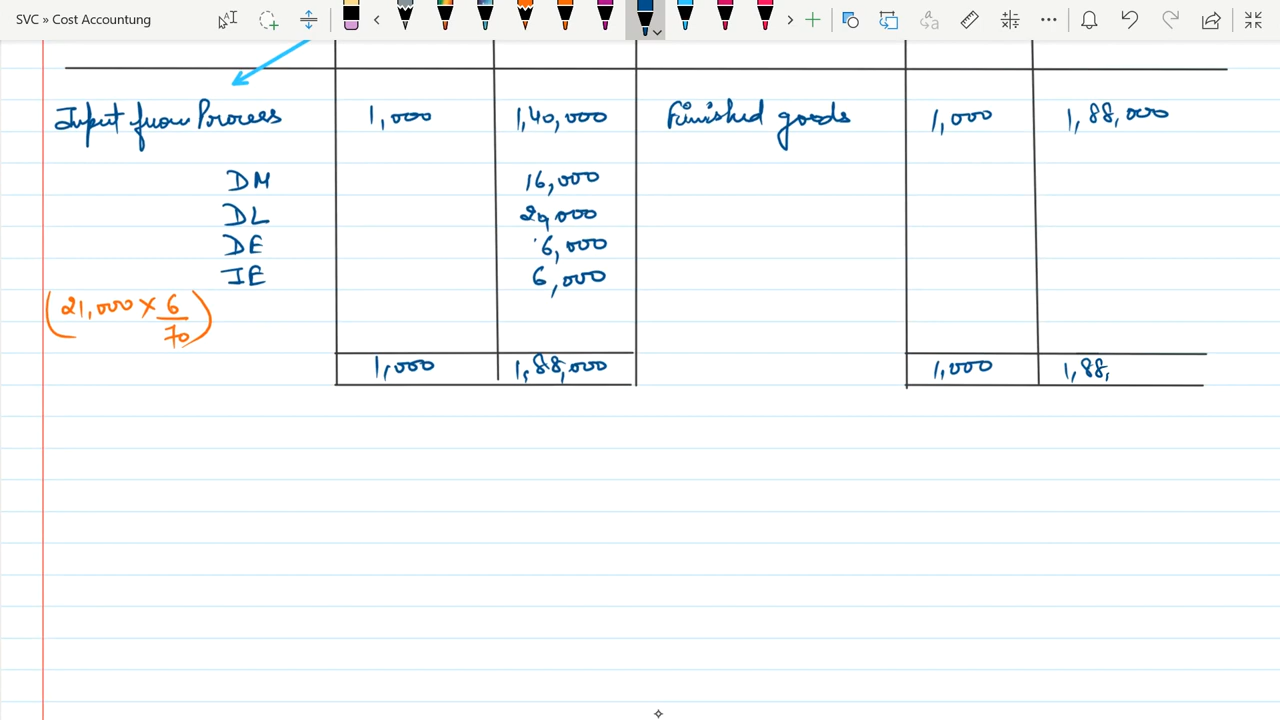 SVC » Cost Accountung
Input from Process 1,000 1,40,000 Finished goods 1,000 1,88,000
DM 16,000
DL 20,000
DE 6,000
IE 6,000
(21,000 × 6/70)
1,000 1,88,000 1,000 1,88,